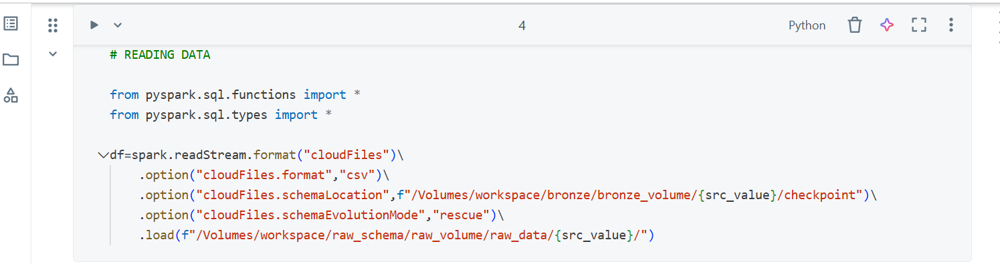 4
Python
# READING DATA
from pyspark.sql.functions import *
from pyspark.sql.types import *
df=spark.readStream.format("cloudFiles")\
.option("cloudFiles.format","csv")\
.option("cloudFiles.schemaLocation",f"/Volumes/workspace/bronze/bronze_volume/{src_value}/checkpoint")\
.option("cloudFiles.schemaEvolutionMode","rescue")\
.load(f"/Volumes/workspace/raw_schema/raw_volume/raw_data/{src_value}/")